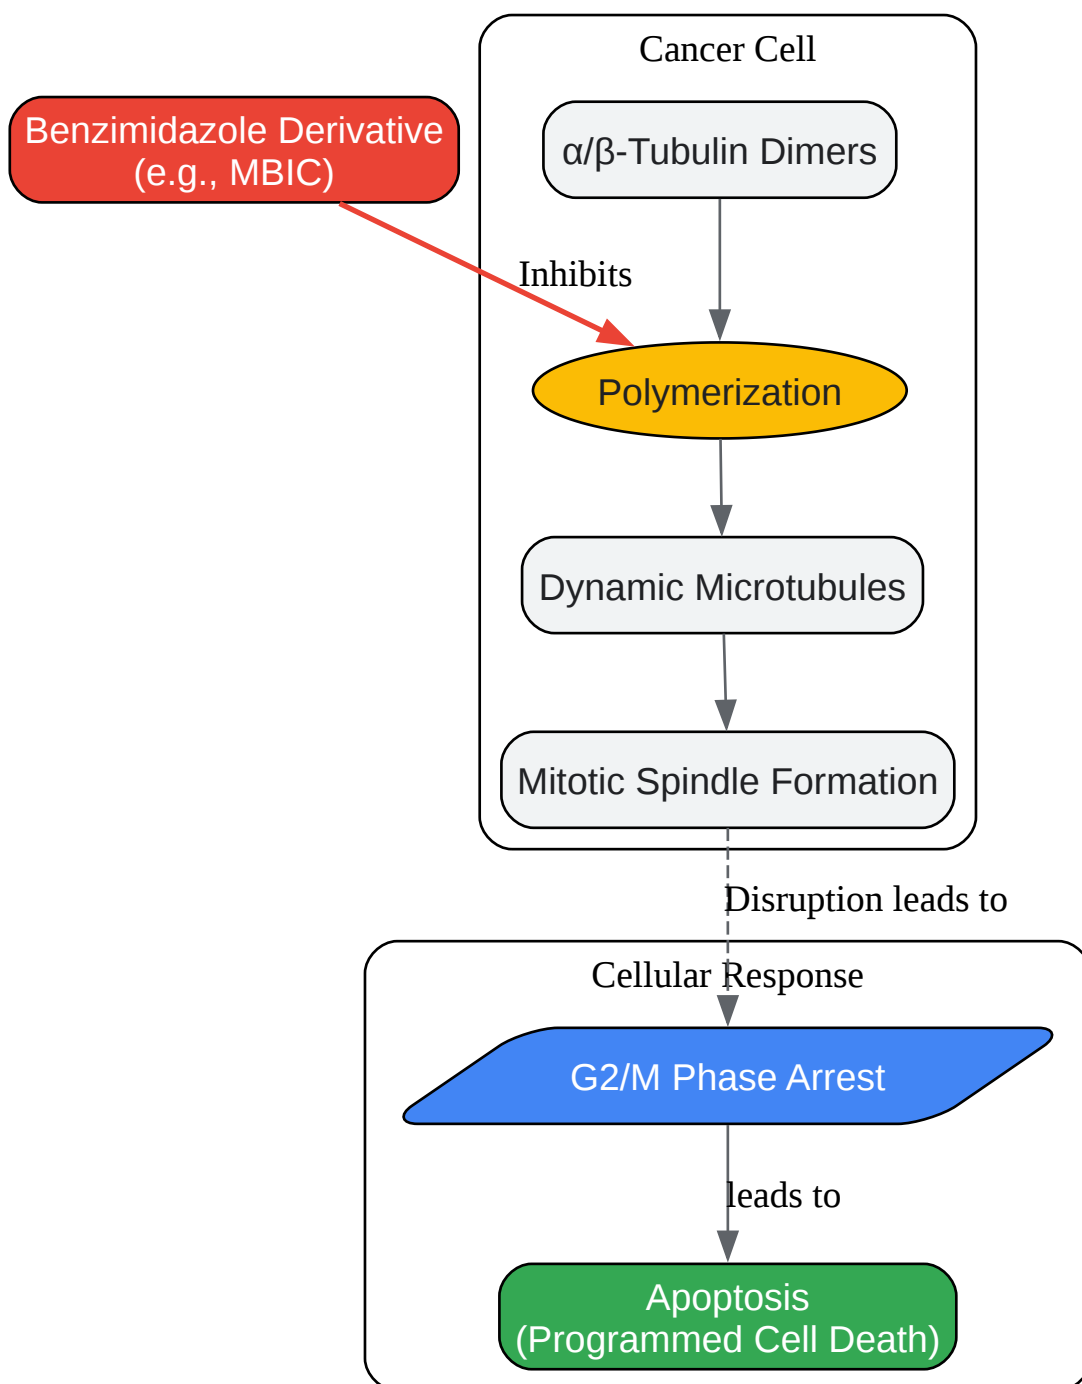 Cancer Cell
Benzimidazole Derivative
(e.g., MBIC)
α/β-Tubulin Dimers
Inhibits
Polymerization
Dynamic Microtubules
Mitotic Spindle Formation
Disruption leads to
Cellular Response
G2/M Phase Arrest
leads to
Apoptosis
(Programmed Cell Death)